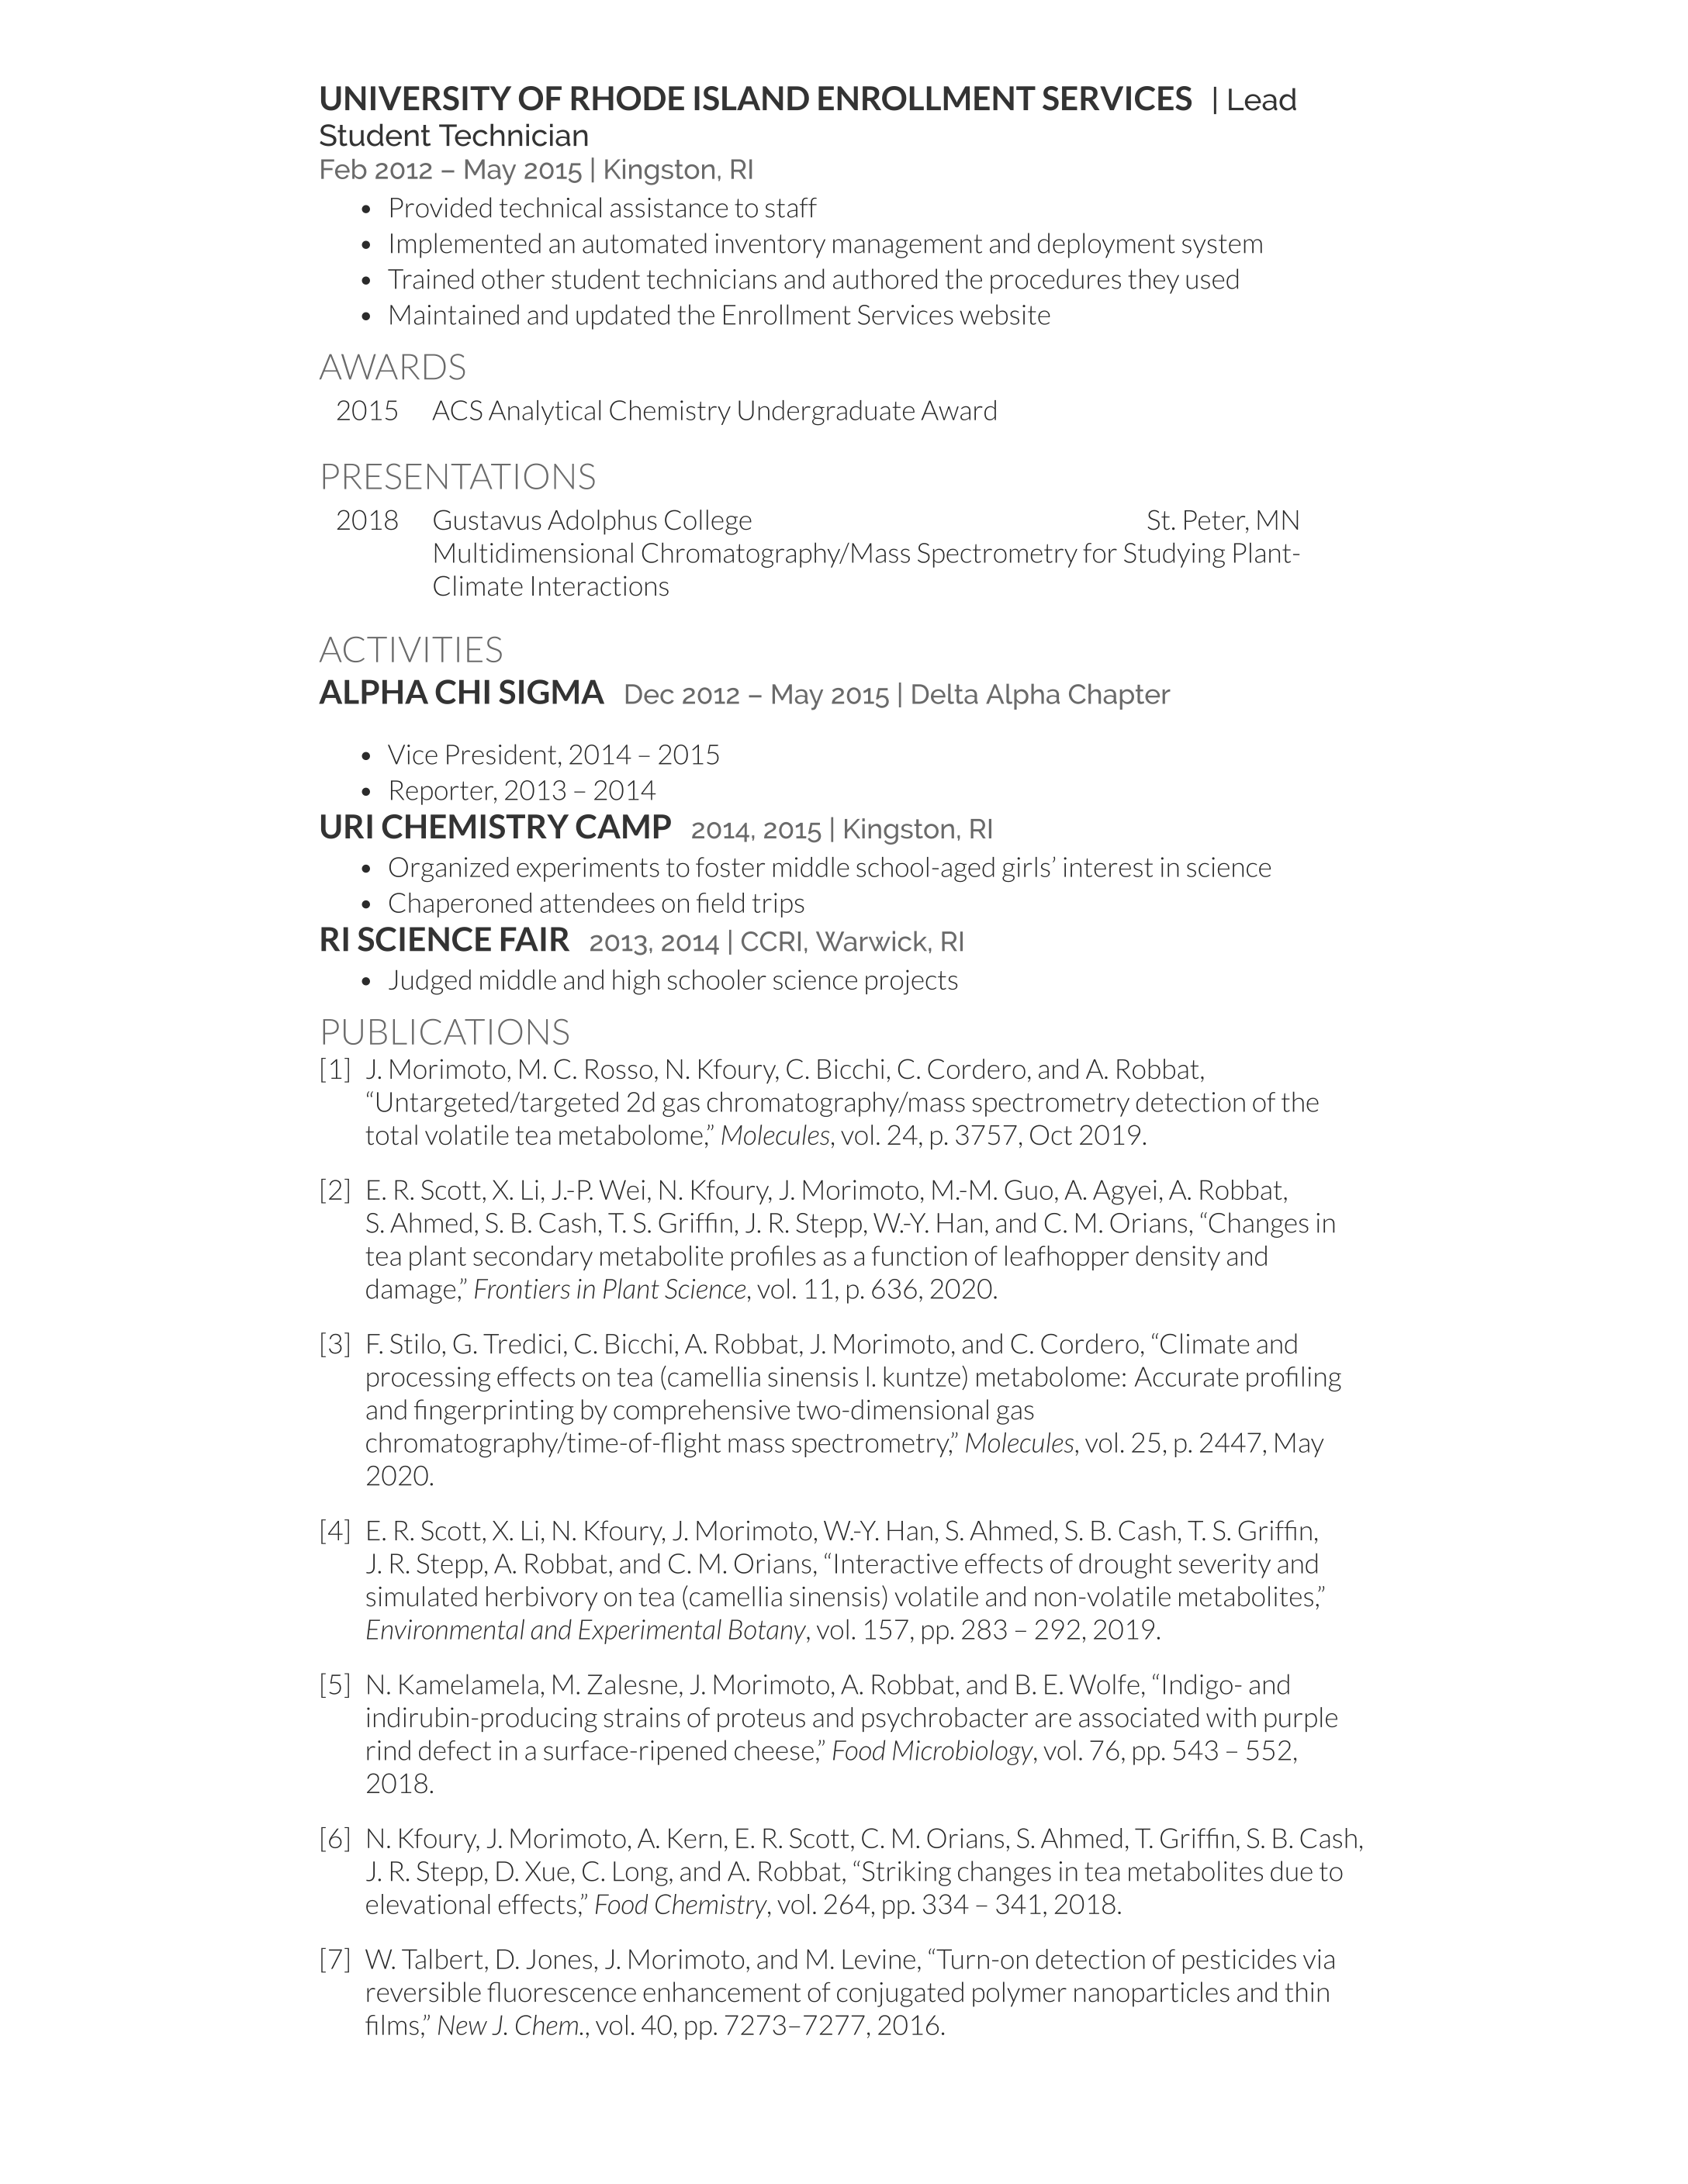 UNIVERSITY OF RHODE ISLAND ENROLLMENT SERVICES | Lead
Student Technician
Feb 2012 – May 2015 | Kingston, RI
• Provided technical assistance to staff
• Implemented an automated inventory management and deployment system
• Trained other student technicians and authored the procedures they used
• Maintained and updated the Enrollment Services website
AWARDS
2015 ACS Analytical Chemistry Undergraduate Award
PRESENTATIONS
2018 Gustavus Adolphus College St. Peter, MN
Multidimensional Chromatography/Mass Spectrometry for Studying Plant-
Climate Interactions
ACTIVITIES
ALPHA CHI SIGMA Dec 2012 – May 2015 | Delta Alpha Chapter
• Vice President, 2014 – 2015
• Reporter, 2013 – 2014
URI CHEMISTRY CAMP 2014, 2015 | Kingston, RI
• Organized experiments to foster middle school-aged girls’ interest in science
• Chaperoned attendees on field trips
RI SCIENCE FAIR 2013, 2014 | CCRI, Warwick, RI
• Judged middle and high schooler science projects
PUBLICATIONS
[1] J. Morimoto, M. C. Rosso, N. Kfoury, C. Bicchi, C. Cordero, and A. Robbat,
“Untargeted/targeted 2d gas chromatography/mass spectrometry detection of the
total volatile tea metabolome,” Molecules, vol. 24, p. 3757, Oct 2019.
[2] E. R. Scott, X. Li, J.-P. Wei, N. Kfoury, J. Morimoto, M.-M. Guo, A. Agyei, A. Robbat,
S. Ahmed, S. B. Cash, T. S. Griffin, J. R. Stepp, W.-Y. Han, and C. M. Orians, “Changes in
tea plant secondary metabolite profiles as a function of leafhopper density and
damage,” Frontiers in Plant Science, vol. 11, p. 636, 2020.
[3] F. Stilo, G. Tredici, C. Bicchi, A. Robbat, J. Morimoto, and C. Cordero, “Climate and
processing effects on tea (camellia sinensis l. kuntze) metabolome: Accurate profiling
and fingerprinting by comprehensive two-dimensional gas
chromatography/time-of-flight mass spectrometry,” Molecules, vol. 25, p. 2447, May
2020.
[4] E. R. Scott, X. Li, N. Kfoury, J. Morimoto, W.-Y. Han, S. Ahmed, S. B. Cash, T. S. Griffin,
J. R. Stepp, A. Robbat, and C. M. Orians, “Interactive effects of drought severity and
simulated herbivory on tea (camellia sinensis) volatile and non-volatile metabolites,”
Environmental and Experimental Botany, vol. 157, pp. 283 – 292, 2019.
[5] N. Kamelamela, M. Zalesne, J. Morimoto, A. Robbat, and B. E. Wolfe, “Indigo- and
indirubin-producing strains of proteus and psychrobacter are associated with purple
rind defect in a surface-ripened cheese,” Food Microbiology, vol. 76, pp. 543 – 552,
2018.
[6] N. Kfoury, J. Morimoto, A. Kern, E. R. Scott, C. M. Orians, S. Ahmed, T. Griffin, S. B. Cash,
J. R. Stepp, D. Xue, C. Long, and A. Robbat, “Striking changes in tea metabolites due to
elevational effects,” Food Chemistry, vol. 264, pp. 334 – 341, 2018.
[7] W. Talbert, D. Jones, J. Morimoto, and M. Levine, “Turn-on detection of pesticides via
reversible fluorescence enhancement of conjugated polymer nanoparticles and thin
films,” New J. Chem., vol. 40, pp. 7273–7277, 2016.